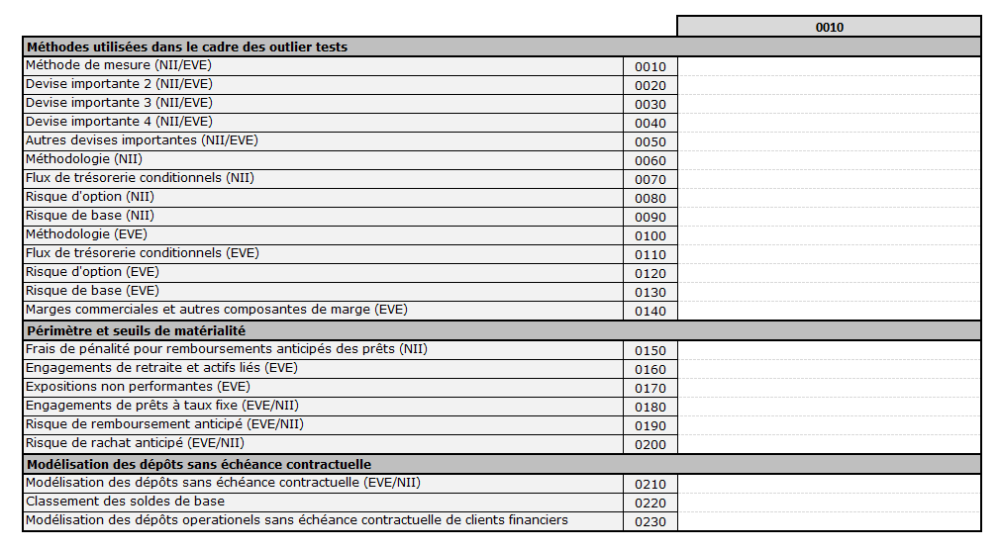 0010
Méthodes utilisées dans le cadre des outlier tests
Méthode de mesure (NII/EVE) 0010
Devise importante 2 (NII/EVE) 0020
Devise importante 3 (NII/EVE) 0030
Devise importante 4 (NII/EVE) 0040
Autres devises importantes (NII/EVE) 0050
Méthodologie (NII) 0060
Flux de trésorerie conditionnels (NII) 0070
Risque d'option (NII) 0080
Risque de base (NII) 0090
Méthodologie (EVE) 0100
Flux de trésorerie conditionnels (EVE) 0110
Risque d'option (EVE) 0120
Risque de base (EVE) 0130
Marges commerciales et autres composantes de marge (EVE) 0140
Périmètre et seuils de matérialité
Frais de pénalité pour remboursements anticipés des prêts (NII) 0150
Engagements de retraite et actifs liés (EVE) 0160
Expositions non performantes (EVE) 0170
Engagements de prêts à taux fixe (EVE/NII) 0180
Risque de remboursement anticipé (EVE/NII) 0190
Risque de rachat anticipé (EVE/NII) 0200
Modélisation des dépôts sans échéance contractuelle
Modélisation des dépôts sans échéance contractuelle (EVE/NII) 0210
Classement des soldes de base 0220
Modélisation des dépôts operationels sans échéance contractuelle de clients financiers 0230